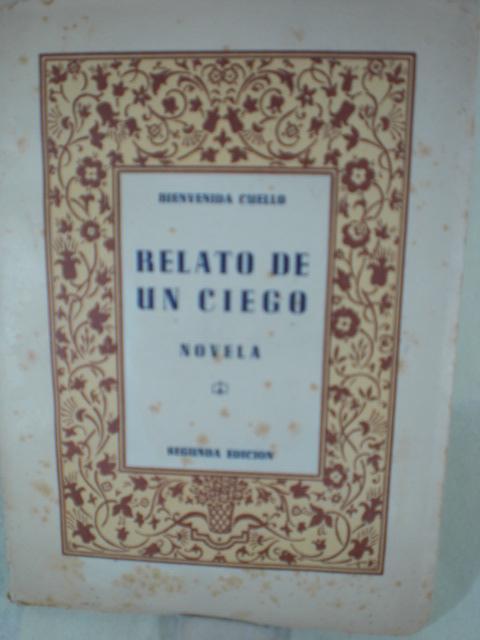 BIENVENIDA CUELLO
RELATO DE
UN CIEGO
NOVELA
SEGUNDA EDICION